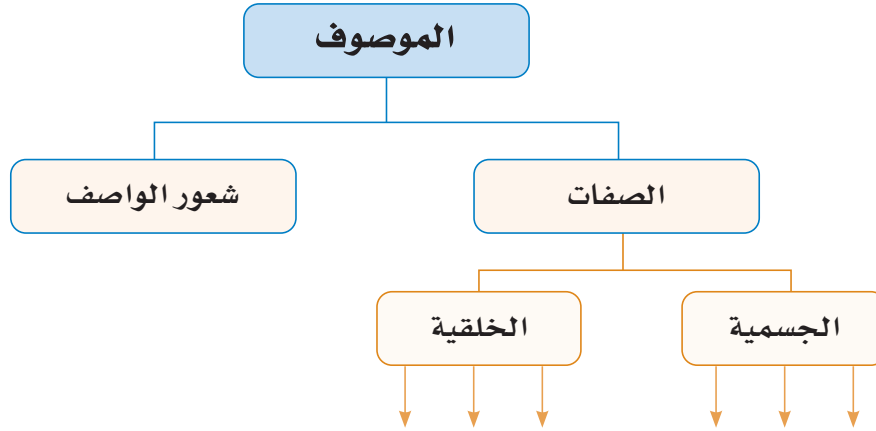 الموصوف
الصفات
شعور الواصف
الجسمية
الخلقية